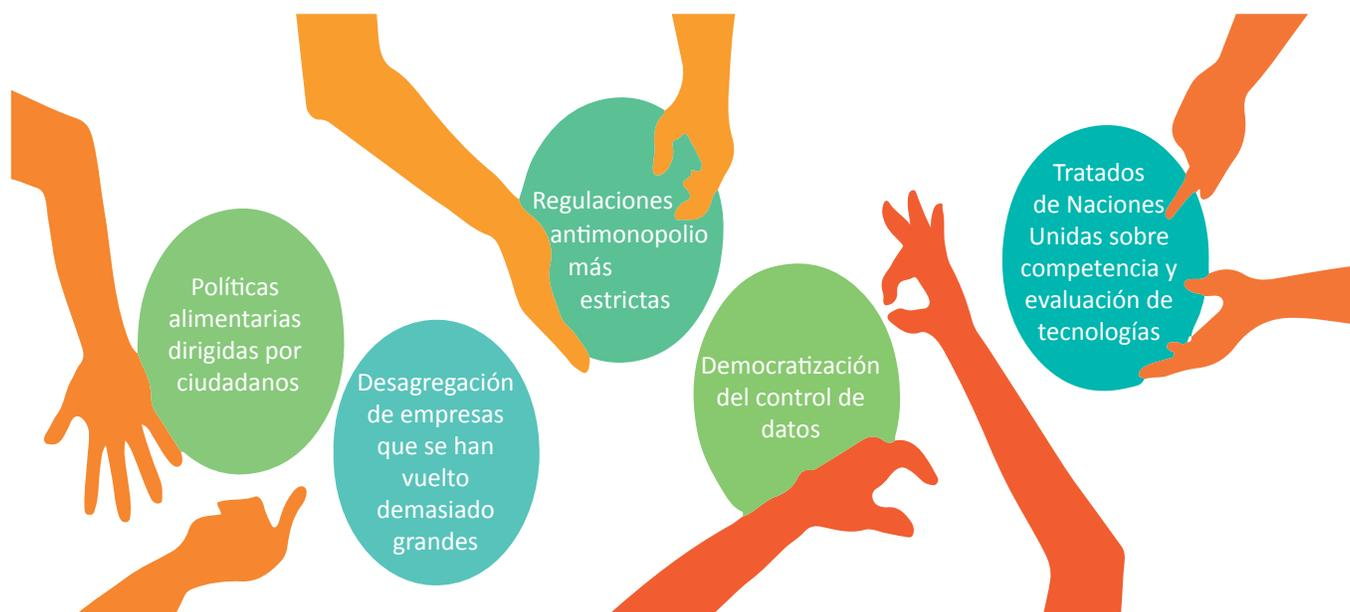 Políticas
alimentarias
dirigidas por
ciudadanos
Desagregación
de empresas
que se han
vuelto
demasiado
grandes
Regulaciones
antimonopolio
más
estrictas
Democratización
del control de
datos
Tratados
de Naciones
Unidas sobre
competencia y
evaluación de
tecnologías